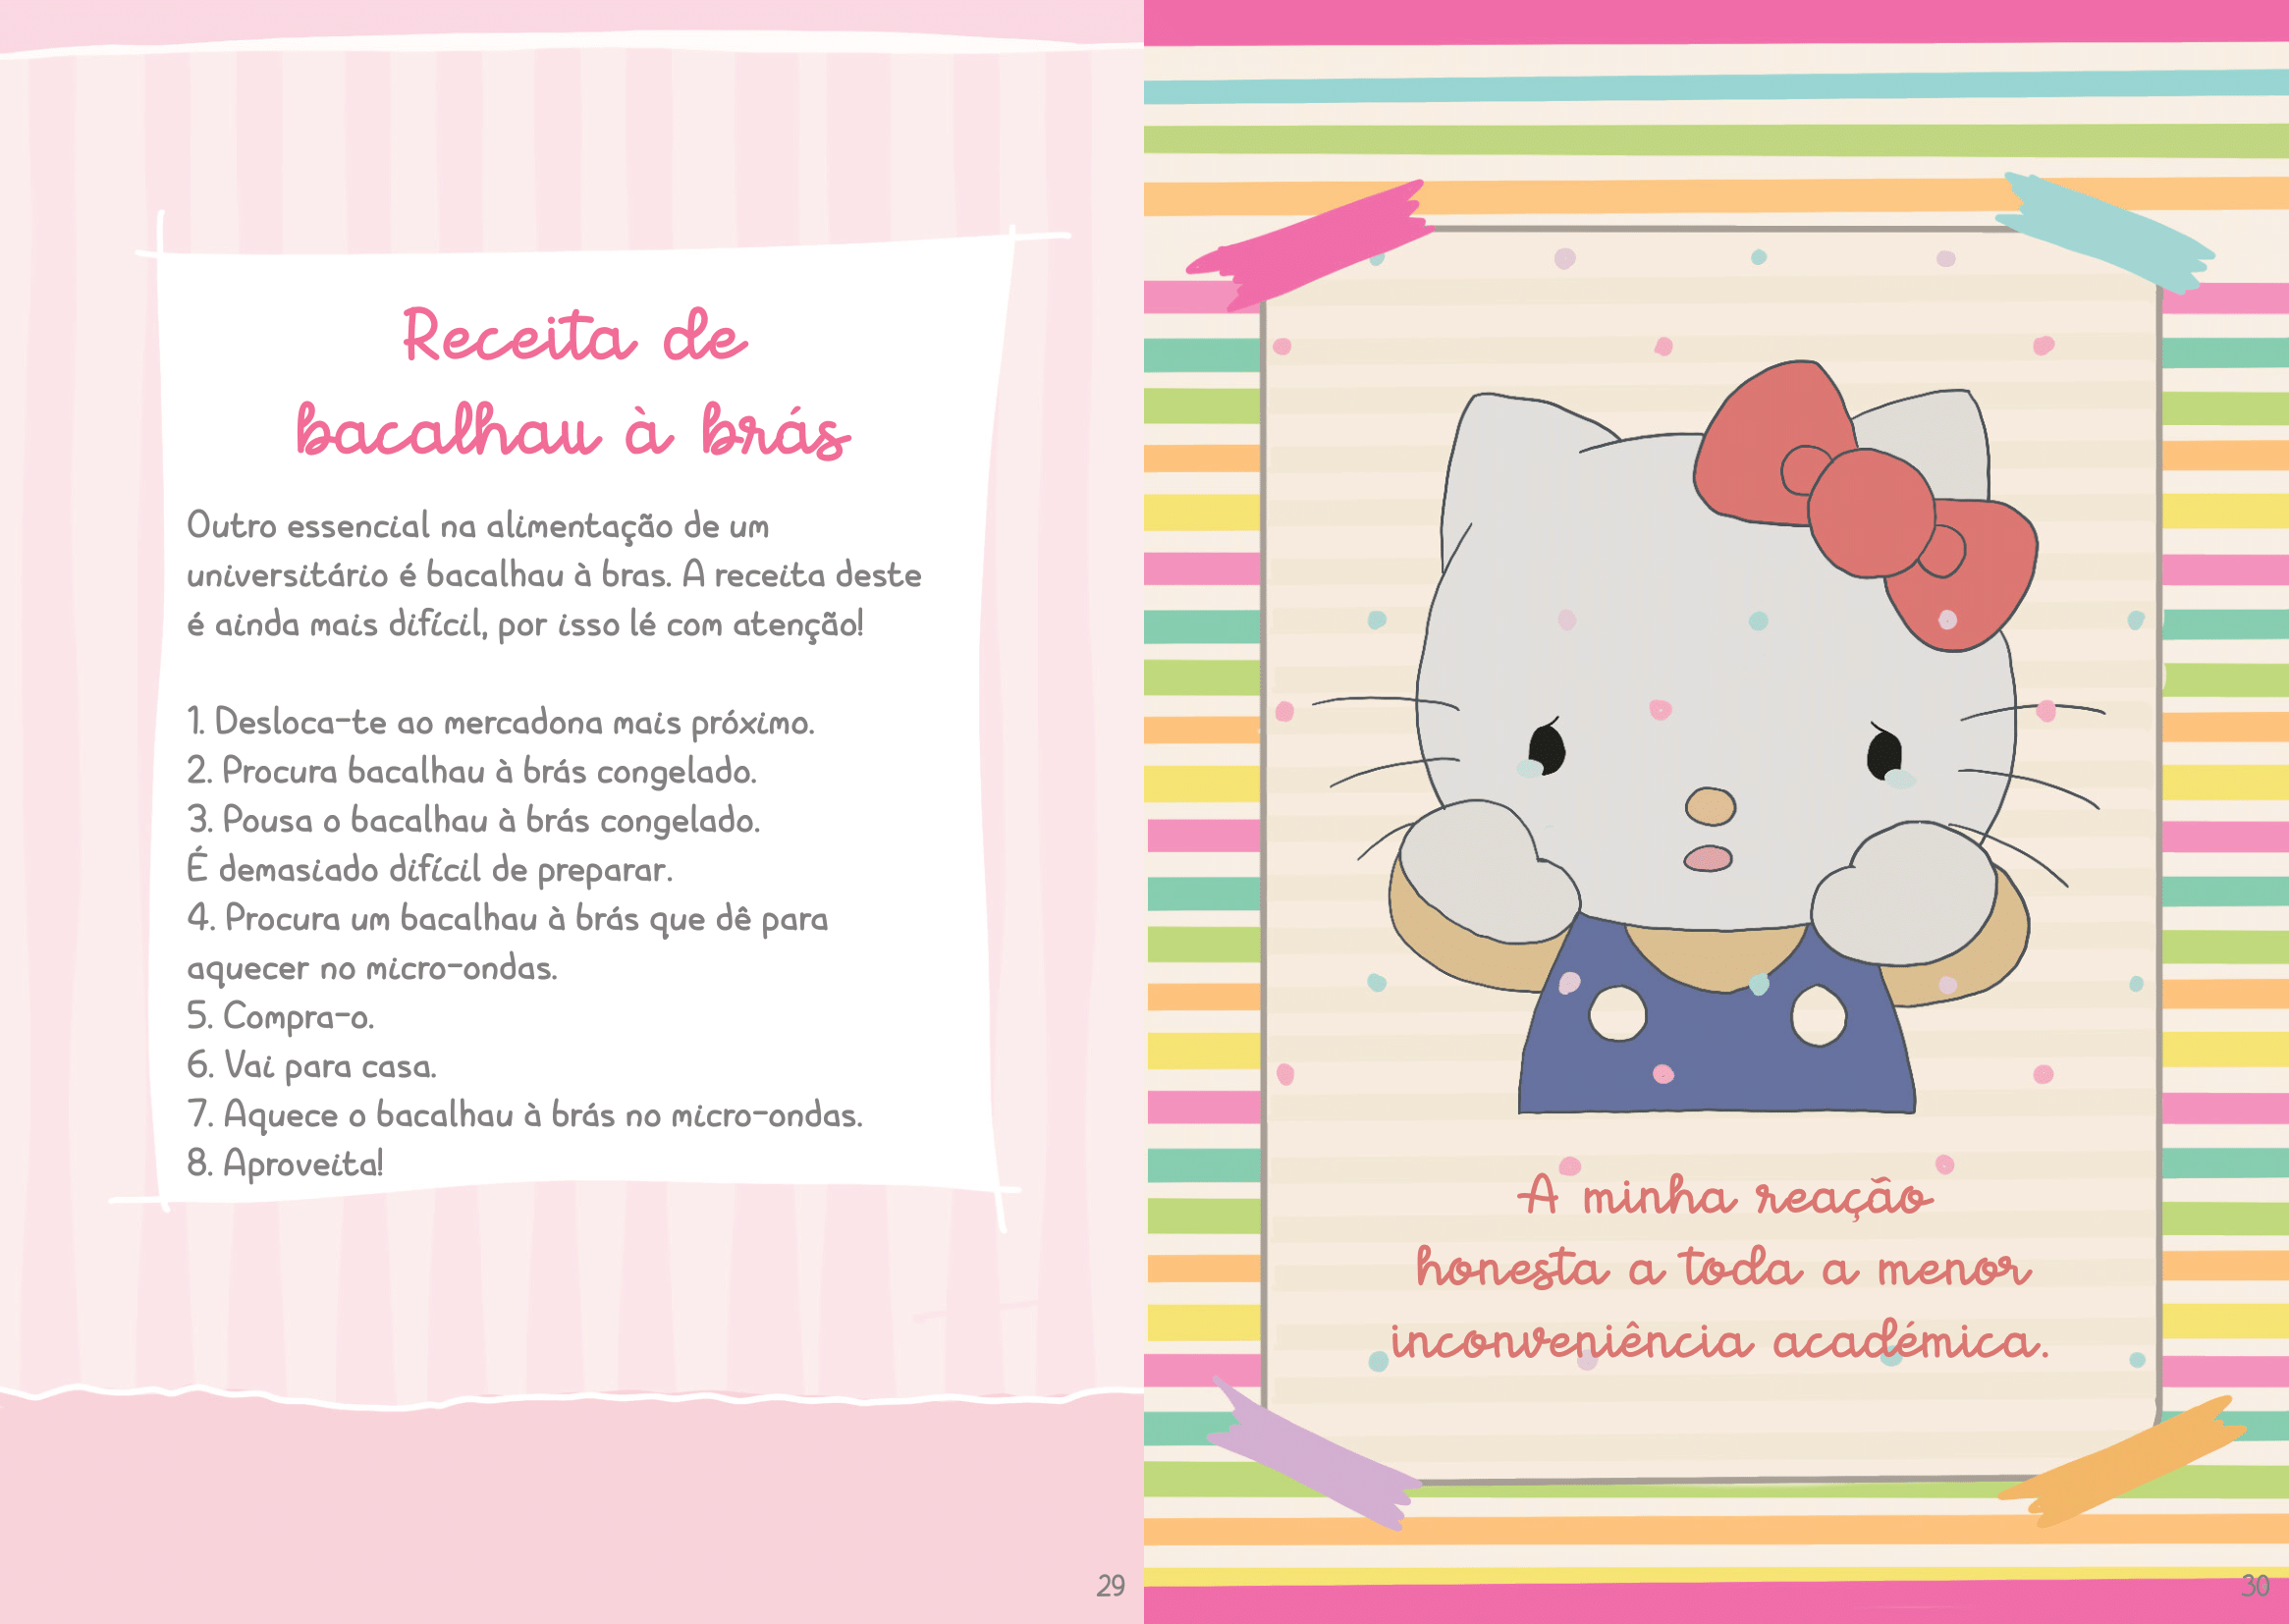 Receita de
bacalhau à brás
Outro essencial na alimentação de um
universitário é bacalhau à bras. A receita deste
é ainda mais difícil, por isso lé com atenção!
1. Desloca-te ao mercadona mais próximo.
2. Procura bacalhau à brás congelado.
3. Pousa o bacalhau à brás congelado.
É demasiado difícil de preparar.
4. Procura um bacalhau à brás que dê para
aquecer no micro-ondas.
5. Compra-o.
6. Vai para casa.
7. Aquece o bacalhau à brás no micro-ondas.
8. Aproveita!
29
A minha reação
honesta a toda a menor
inconveniência académica.
30